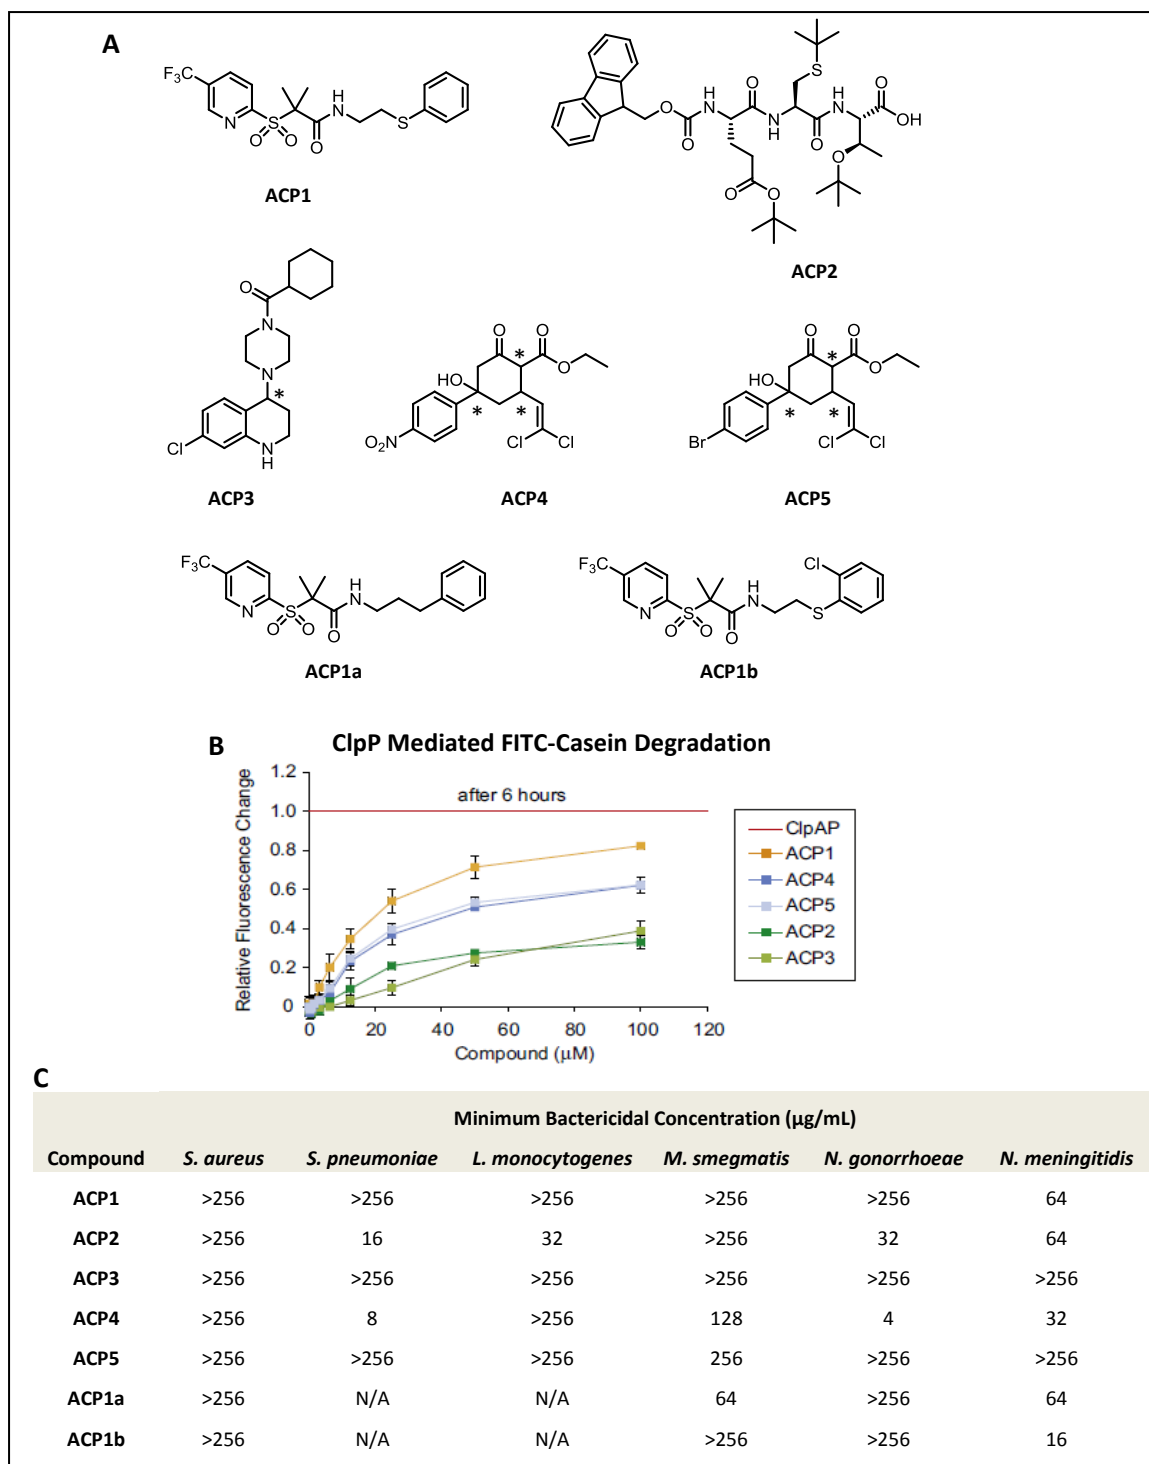 A
F₃C
N
S
O O
O
H
N
S
ACP1
O
O
H
N
O
N
H
S
O
H
N
O
OH
O
O
O
ACP2
O
N
N
*
Cl
N
H
ACP3
O
O
*
O
HO
*
*
O₂N
Cl Cl
ACP4
O
O
*
O
HO
*
*
Br
Cl Cl
ACP5
F₃C
N
S
O O
O
H
N
ACP1a
F₃C
N
S
O O
O
H
N
S
Cl
ACP1b
B
ClpP Mediated FITC-Casein Degradation
Relative Fluorescence Change
1.2
1.0
0.8
0.6
0.4
0.2
0
after 6 hours
0 20 40 60 80 100 120
Compound (µM)
ClpAP
ACP1
ACP4
ACP5
ACP2
ACP3
C
Minimum Bactericidal Concentration (µg/mL)
Compound S. aureus S. pneumoniae L. monocytogenes M. smegmatis N. gonorrhoeae N. meningitidis
ACP1 >256 >256 >256 >256 >256 64
ACP2 >256 16 32 >256 32 64
ACP3 >256 >256 >256 >256 >256 >256
ACP4 >256 8 >256 128 4 32
ACP5 >256 >256 >256 256 >256 >256
ACP1a >256 N/A N/A 64 >256 64
ACP1b >256 N/A N/A >256 >256 16